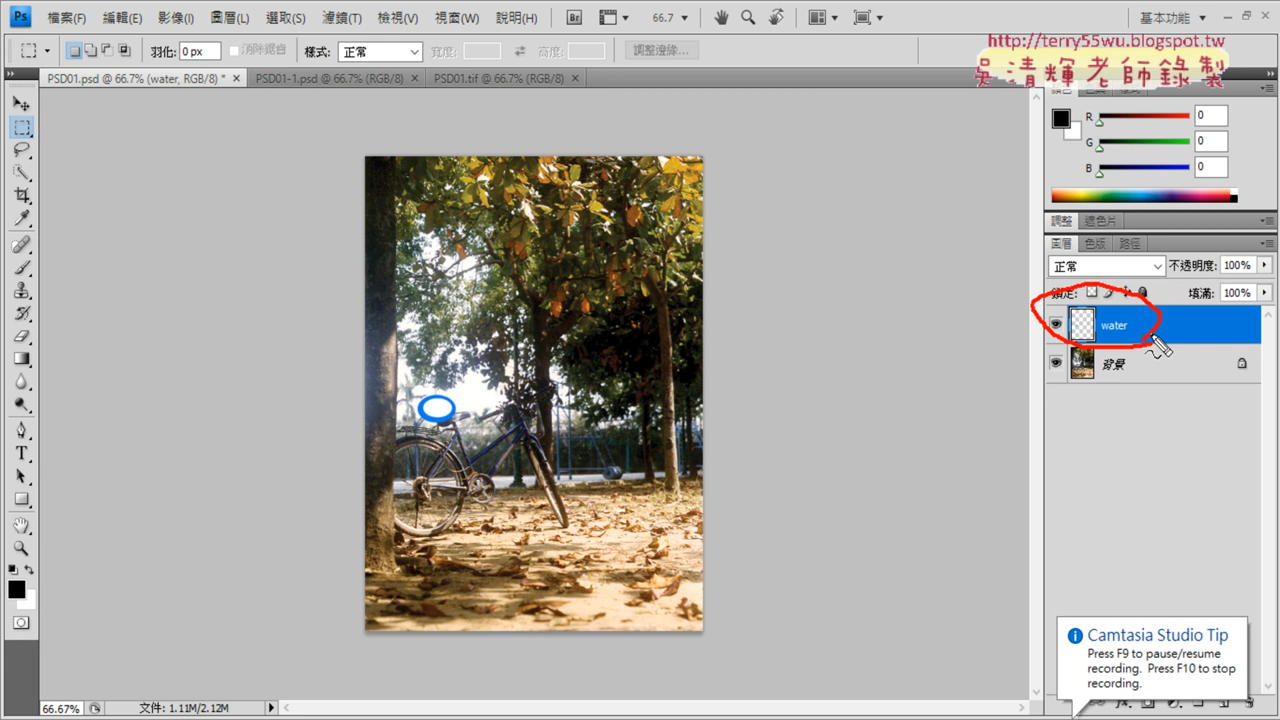 http://terry55wu.blogspot.tw
吳清輝老師錄製
Ps 檔案(F) 編輯(E) 影像(I) 圖層(L) 選取(S) 濾鏡(T) 檢視(V) 視窗(W) 說明(H) Br 66.7 基本功能
羽化: 0 px 消除鋸齒 樣式: 正常 寬度: 高度: 調整邊緣...
PSD01.psd @ 66.7% (water, RGB/8) * PSD01-1.psd @ 66.7% (RGB/8) PSD01.tif @ 66.7% (RGB/8)
R 0
G 0
B 0
調整 遮色片
圖層 色版 路徑
正常 不透明度: 100%
鎖定: 填滿: 100%
water
背景
Camtasia Studio Tip
Press F9 to pause/resume
recording. Press F10 to stop
recording.
66.67% 文件: 1.11M/2.12M